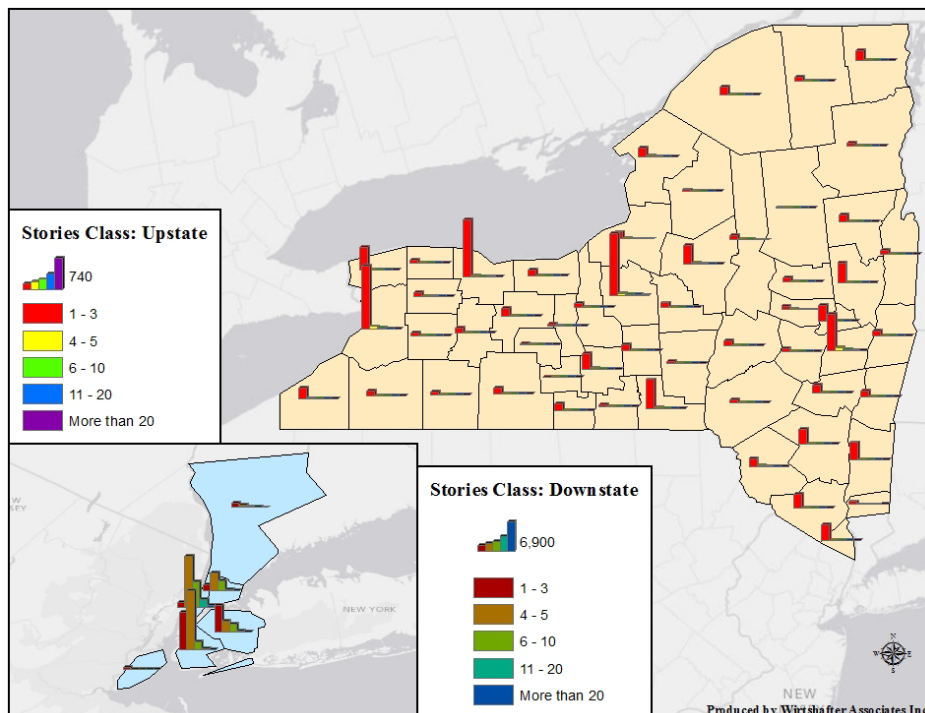 Stories Class: Upstate
740
1 - 3
4 - 5
6 - 10
11 - 20
More than 20
Stories Class: Downstate
6,900
1 - 3
4 - 5
6 - 10
11 - 20
More than 20
NEW YORK
N
W
E
S
NEW
Produced by Wirtshafter Associates Inc